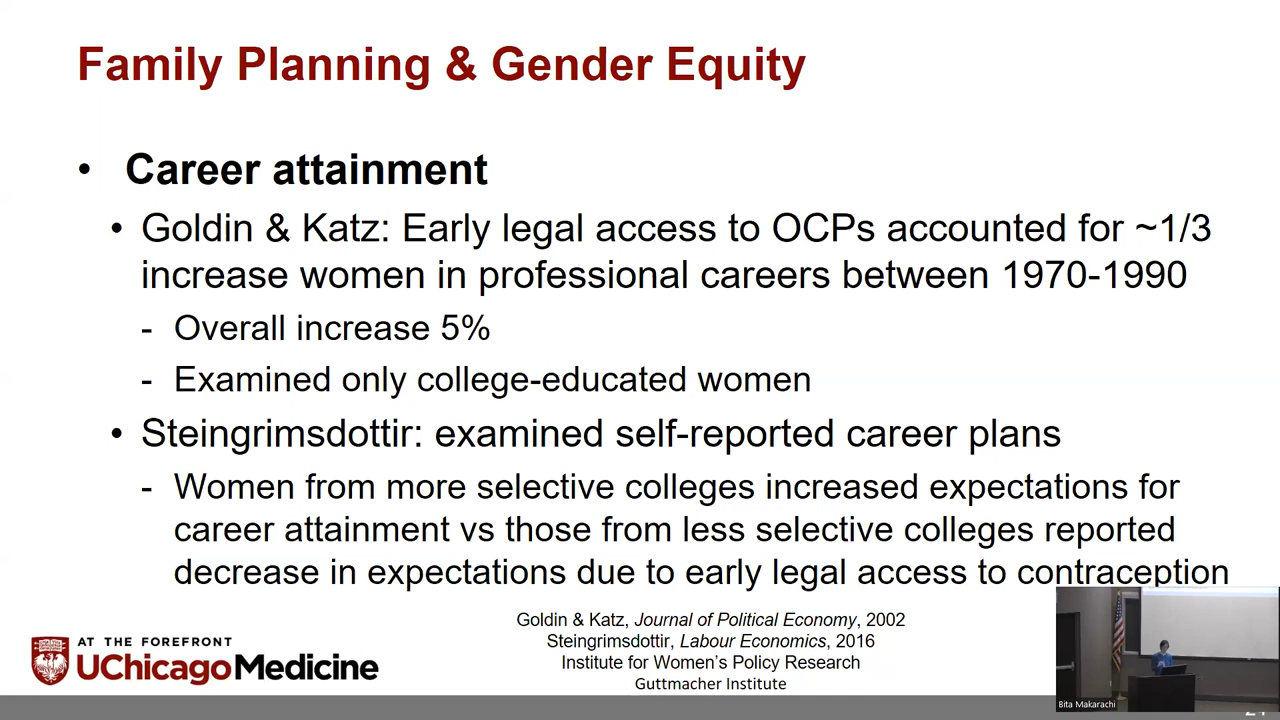 Family Planning & Gender Equity
• Career attainment
• Goldin & Katz: Early legal access to OCPs accounted for ~1/3
increase women in professional careers between 1970-1990
- Overall increase 5%
- Examined only college-educated women
• Steingrimsdottir: examined self-reported career plans
- Women from more selective colleges increased expectations for
career attainment vs those from less selective colleges reported
decrease in expectations due to early legal access to contraception
Goldin & Katz, Journal of Political Economy, 2002
Steingrimsdottir, Labour Economics, 2016
Institute for Women's Policy Research
Guttmacher Institute
AT THE FOREFRONT
UChicagoMedicine
Bita Makarachi